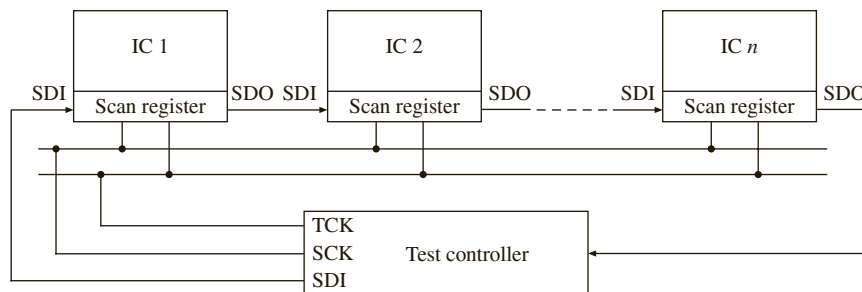 IC 1
IC 2
IC n
SDI
Scan register
SDO
SDI
Scan register
SDO
SDI
Scan register
SDO
TCK
SCK
Test controller
SDI